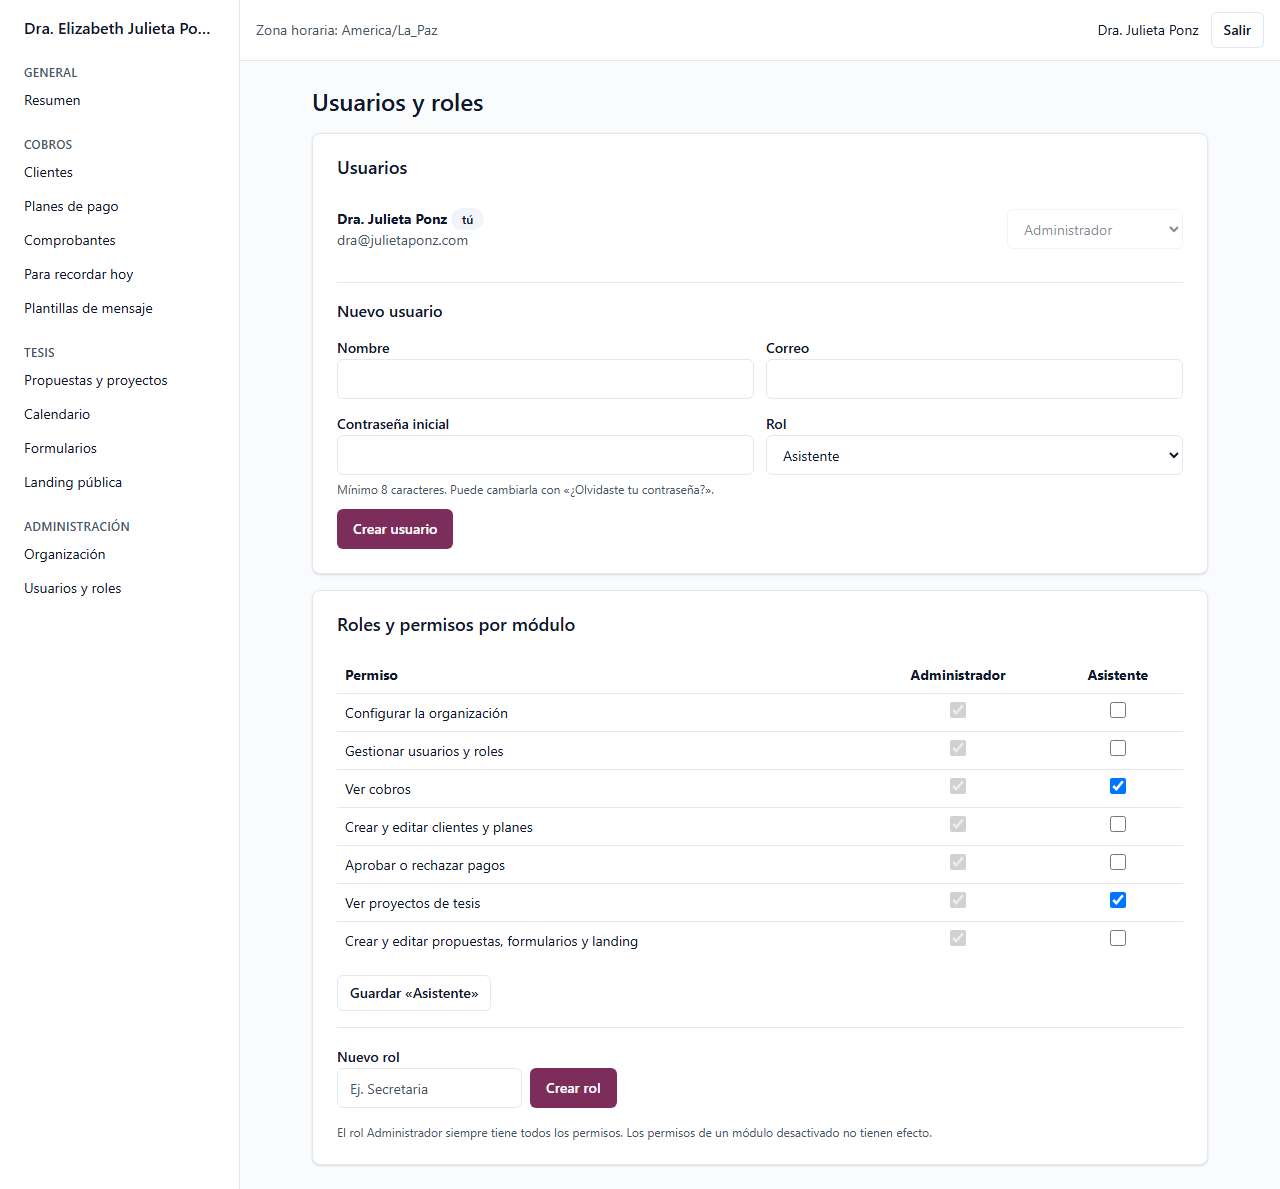 Dra. Elizabeth Julieta Po...
GENERAL
Resumen
COBROS
Clientes
Planes de pago
Comprobantes
Para recordar hoy
Plantillas de mensaje
TESIS
Propuestas y proyectos
Calendario
Formularios
Landing pública
ADMINISTRACIÓN
Organización
Usuarios y roles
Zona horaria: America/La_Paz
Dra. Julieta Ponz
Salir
Usuarios y roles
Usuarios
Dra. Julieta Ponz tú
dra@julietaponz.com
Administrador
Nuevo usuario
Nombre
Correo
Contraseña inicial
Rol
Asistente
Mínimo 8 caracteres. Puede cambiarla con «¿Olvidaste tu contraseña?».
Crear usuario
Roles y permisos por módulo
Permiso Administrador Asistente
Configurar la organización
Gestionar usuarios y roles
Ver cobros
Crear y editar clientes y planes
Aprobar o rechazar pagos
Ver proyectos de tesis
Crear y editar propuestas, formularios y landing
Guardar «Asistente»
Nuevo rol
Ej. Secretaria
Crear rol
El rol Administrador siempre tiene todos los permisos. Los permisos de un módulo desactivado no tienen efecto.